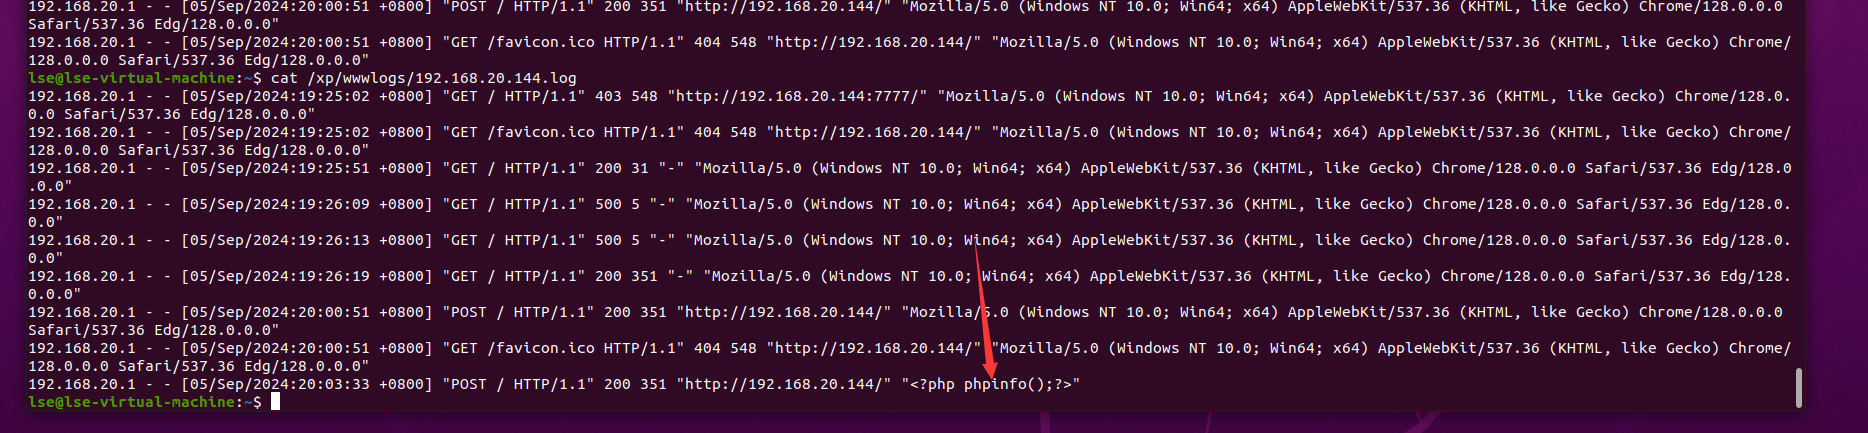 192.168.20.1 - - [05/Sep/2024:20:00:51 +0800] "POST / HTTP/1.1" 200 351 "http://192.168.20.144/" "Mozilla/5.0 (Windows NT 10.0; Win64; x64) AppleWebKit/537.36 (KHTML, like Gecko) Chrome/128.0.0.0
Safari/537.36 Edg/128.0.0.0"
192.168.20.1 - - [05/Sep/2024:20:00:51 +0800] "GET /favicon.ico HTTP/1.1" 404 548 "http://192.168.20.144/" "Mozilla/5.0 (Windows NT 10.0; Win64; x64) AppleWebKit/537.36 (KHTML, like Gecko) Chrome/
128.0.0.0 Safari/537.36 Edg/128.0.0.0"
lse@lse-virtual-machine:~$ cat /xp/wwwlogs/192.168.20.144.log
192.168.20.1 - - [05/Sep/2024:19:25:02 +0800] "GET / HTTP/1.1" 403 548 "http://192.168.20.144:7777/" "Mozilla/5.0 (Windows NT 10.0; Win64; x64) AppleWebKit/537.36 (KHTML, like Gecko) Chrome/128.0.
0.0 Safari/537.36 Edg/128.0.0.0"
192.168.20.1 - - [05/Sep/2024:19:25:02 +0800] "GET /favicon.ico HTTP/1.1" 404 548 "http://192.168.20.144/" "Mozilla/5.0 (Windows NT 10.0; Win64; x64) AppleWebKit/537.36 (KHTML, like Gecko) Chrome/
128.0.0.0 Safari/537.36 Edg/128.0.0.0"
192.168.20.1 - - [05/Sep/2024:19:25:51 +0800] "GET / HTTP/1.1" 200 31 "-" "Mozilla/5.0 (Windows NT 10.0; Win64; x64) AppleWebKit/537.36 (KHTML, like Gecko) Chrome/128.0.0.0 Safari/537.36 Edg/128.0
.0.0"
192.168.20.1 - - [05/Sep/2024:19:26:09 +0800] "GET / HTTP/1.1" 500 5 "-" "Mozilla/5.0 (Windows NT 10.0; Win64; x64) AppleWebKit/537.36 (KHTML, like Gecko) Chrome/128.0.0.0 Safari/537.36 Edg/128.0.
0.0"
192.168.20.1 - - [05/Sep/2024:19:26:13 +0800] "GET / HTTP/1.1" 500 5 "-" "Mozilla/5.0 (Windows NT 10.0; Win64; x64) AppleWebKit/537.36 (KHTML, like Gecko) Chrome/128.0.0.0 Safari/537.36 Edg/128.0.
0.0"
192.168.20.1 - - [05/Sep/2024:19:26:19 +0800] "GET / HTTP/1.1" 200 351 "-" "Mozilla/5.0 (Windows NT 10.0; Win64; x64) AppleWebKit/537.36 (KHTML, like Gecko) Chrome/128.0.0.0 Safari/537.36 Edg/128.
0.0.0"
192.168.20.1 - - [05/Sep/2024:20:00:51 +0800] "POST / HTTP/1.1" 200 351 "http://192.168.20.144/" "Mozilla/5.0 (Windows NT 10.0; Win64; x64) AppleWebKit/537.36 (KHTML, like Gecko) Chrome/128.0.0.0
Safari/537.36 Edg/128.0.0.0"
192.168.20.1 - - [05/Sep/2024:20:00:51 +0800] "GET /favicon.ico HTTP/1.1" 404 548 "http://192.168.20.144/" "Mozilla/5.0 (Windows NT 10.0; Win64; x64) AppleWebKit/537.36 (KHTML, like Gecko) Chrome/
128.0.0.0 Safari/537.36 Edg/128.0.0.0"
192.168.20.1 - - [05/Sep/2024:20:03:33 +0800] "POST / HTTP/1.1" 200 351 "http://192.168.20.144/" "<?php phpinfo();?>"
lse@lse-virtual-machine:~$